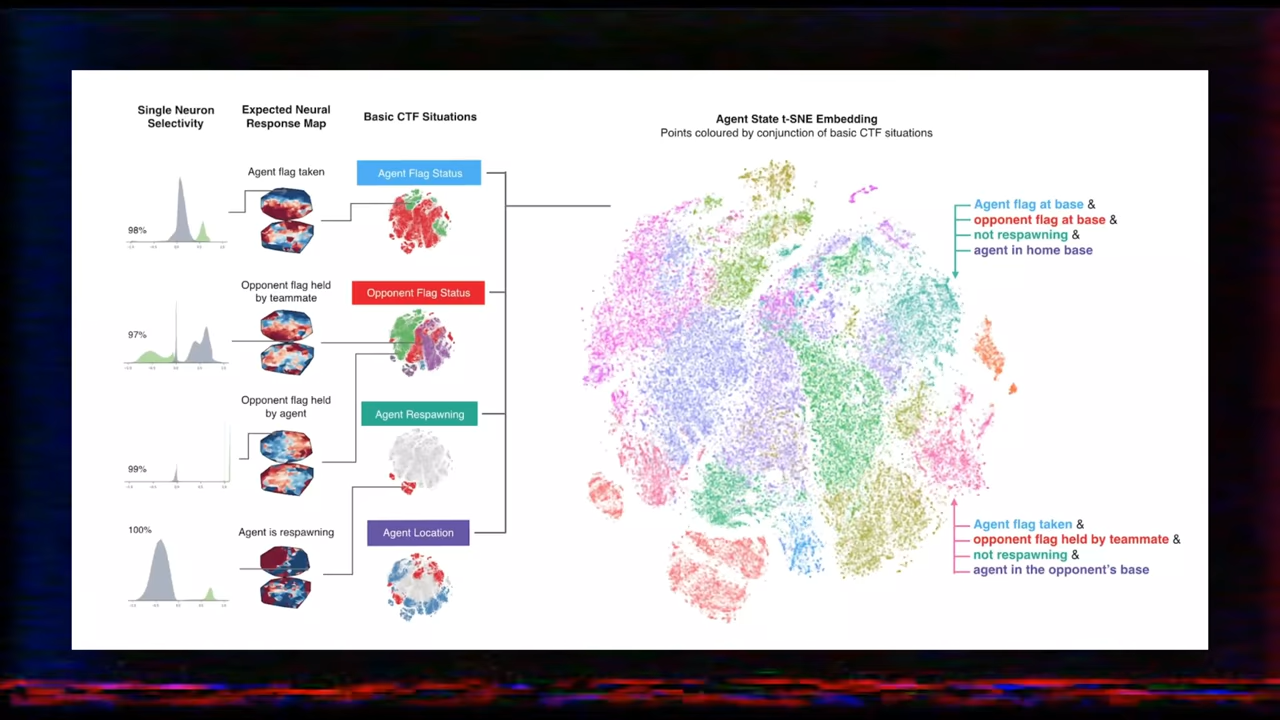 Single Neuron
Selectivity
Expected Neural
Response Map
Basic CTF Situations
Agent State t-SNE Embedding
Points coloured by conjunction of basic CTF situations
Agent flag taken
Agent Flag Status
98%
Opponent flag held
by teammate
Opponent Flag Status
97%
Opponent flag held
by agent
Agent Respawning
99%
Agent is respawning
Agent Location
100%
Agent flag at base &
opponent flag at base &
not respawning &
agent in home base
Agent flag taken &
opponent flag held by teammate &
not respawning &
agent in the opponent's base